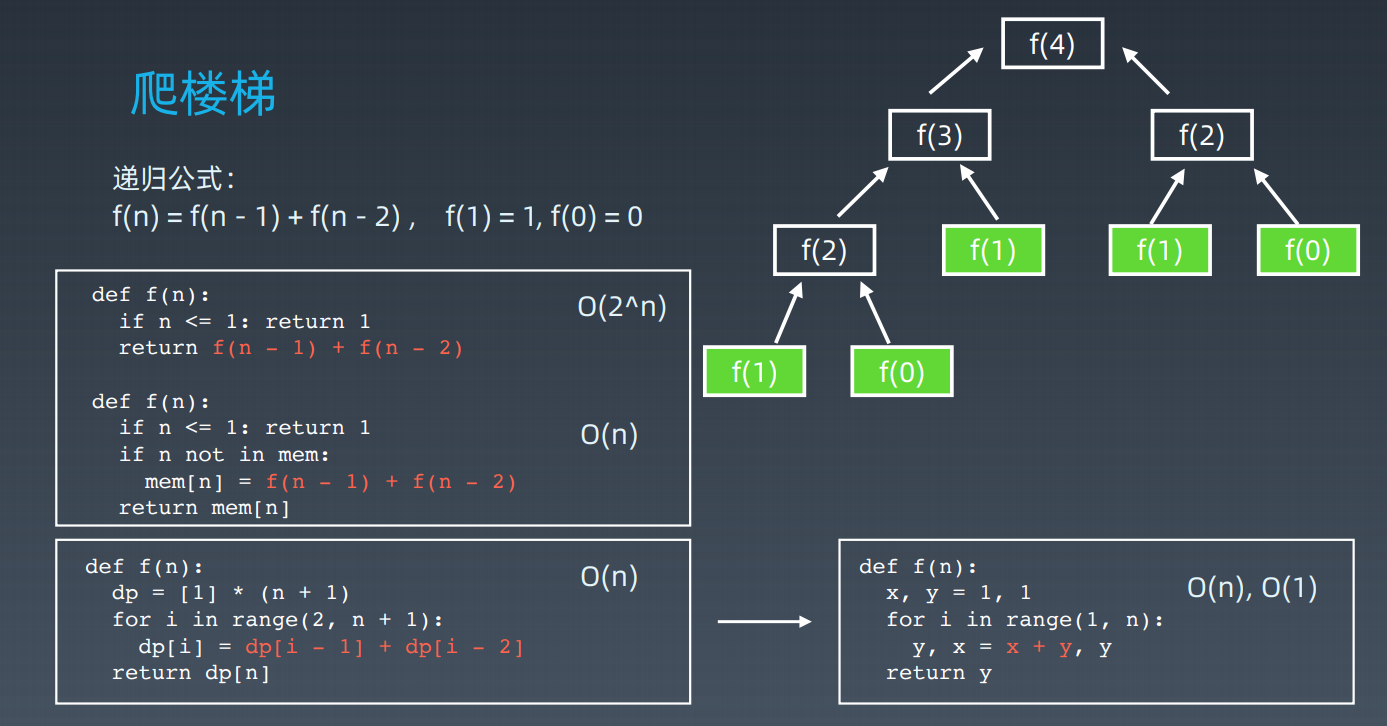 爬楼梯
递归公式：
f(n) = f(n - 1) + f(n - 2) ,    f(1) = 1, f(0) = 0
def f(n):
  if n <= 1: return 1
  return f(n - 1) + f(n - 2)
O(2^n)
def f(n):
  if n <= 1: return 1
  if n not in mem:
    mem[n] = f(n - 1) + f(n - 2)
  return mem[n]
O(n)
def f(n):
  dp = [1] * (n + 1)
  for i in range(2, n + 1):
    dp[i] = dp[i - 1] + dp[i - 2]
  return dp[n]
O(n)
def f(n):
  x, y = 1, 1
  for i in range(1, n):
    y, x = x + y, y
  return y
O(n), O(1)
f(4)
f(3)
f(2)
f(2)
f(1)
f(1)
f(0)
f(1)
f(0)